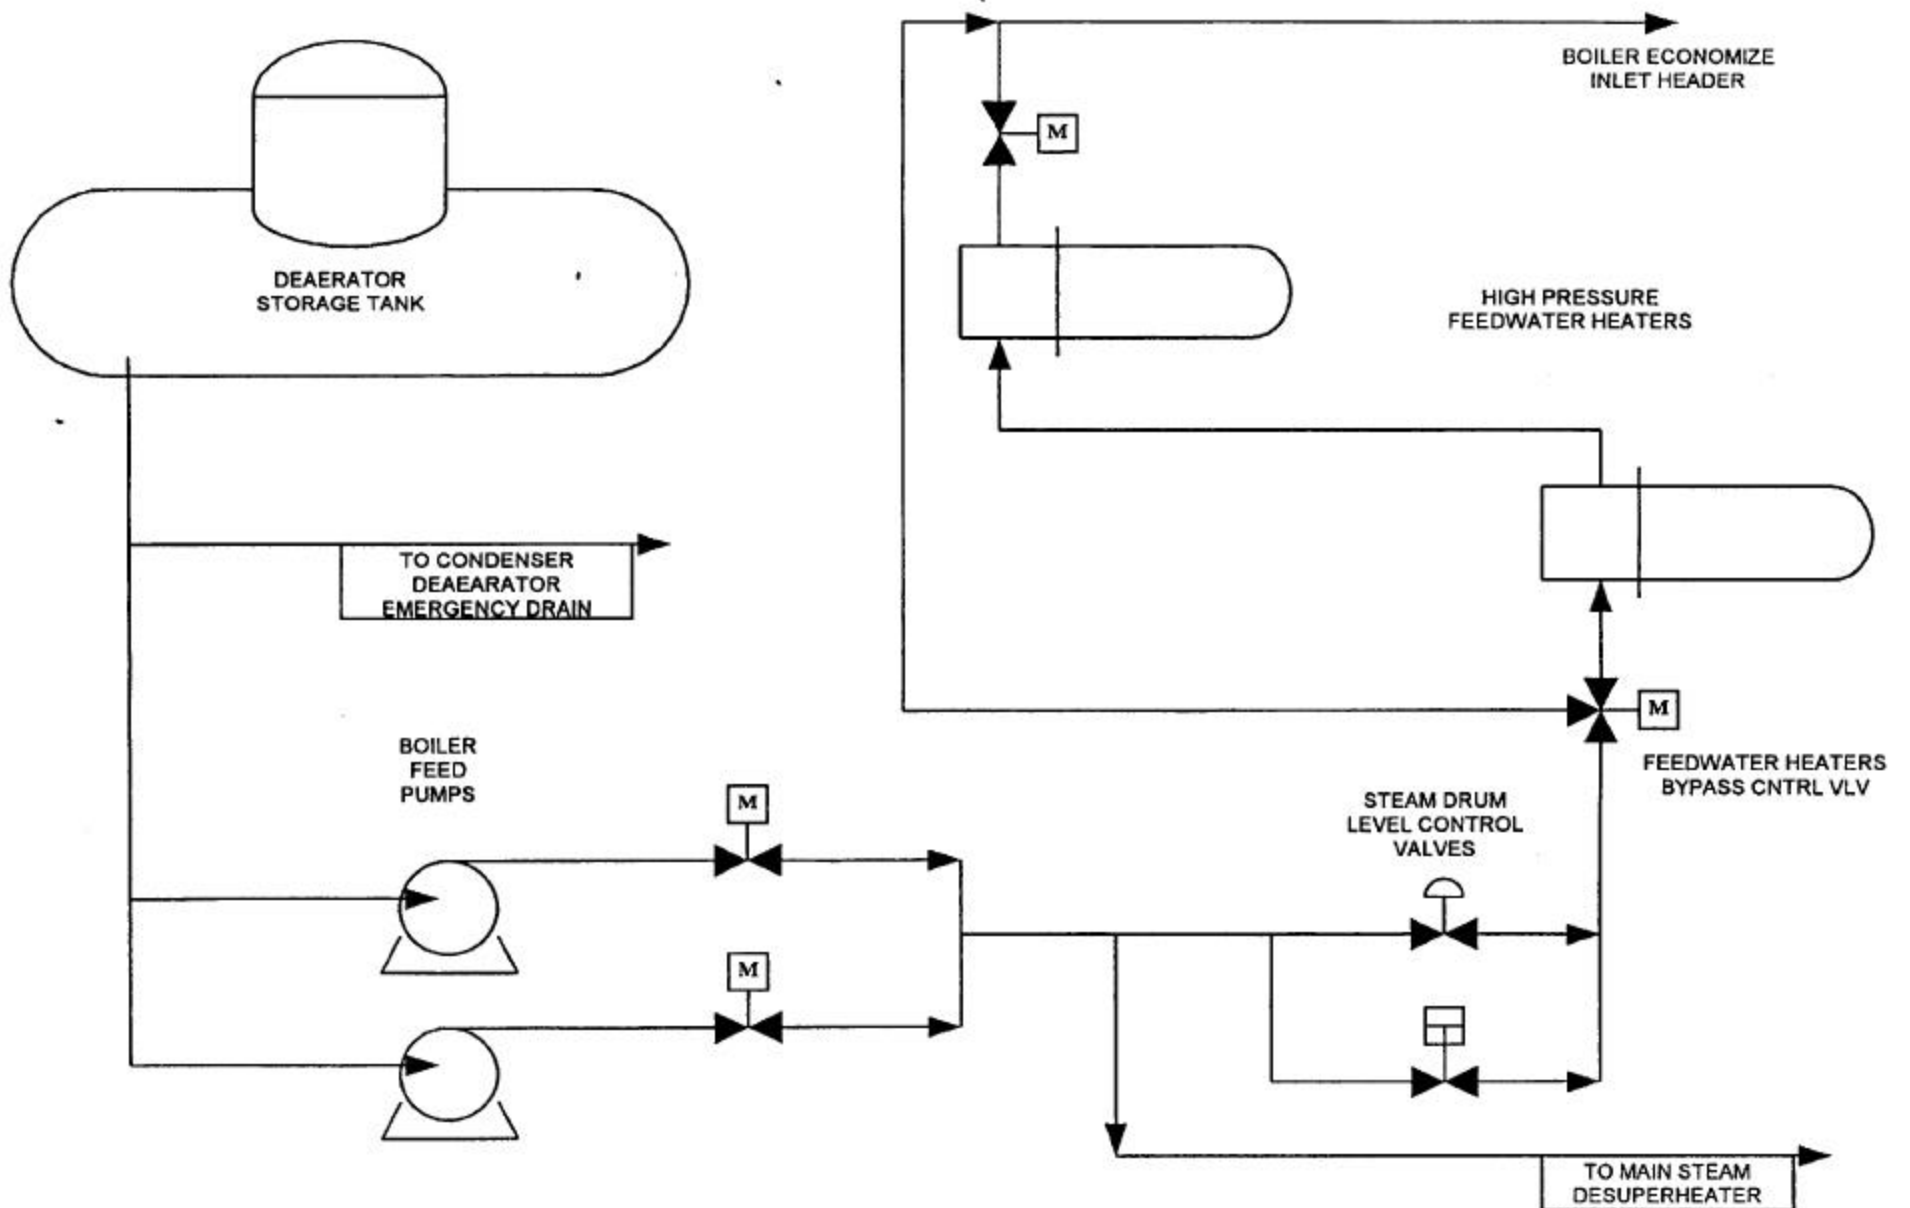 BOILER ECONOMIZE
INLET HEADER
M
DEAERATOR
STORAGE TANK
HIGH PRESSURE
FEEDWATER HEATERS
TO CONDENSER
DEAEARATOR
EMERGENCY DRAIN
M
BOILER
FEED
PUMPS
FEEDWATER HEATERS
BYPASS CNTRL VLV
M
STEAM DRUM
LEVEL CONTROL
VALVES
M
TO MAIN STEAM
DESUPERHEATER